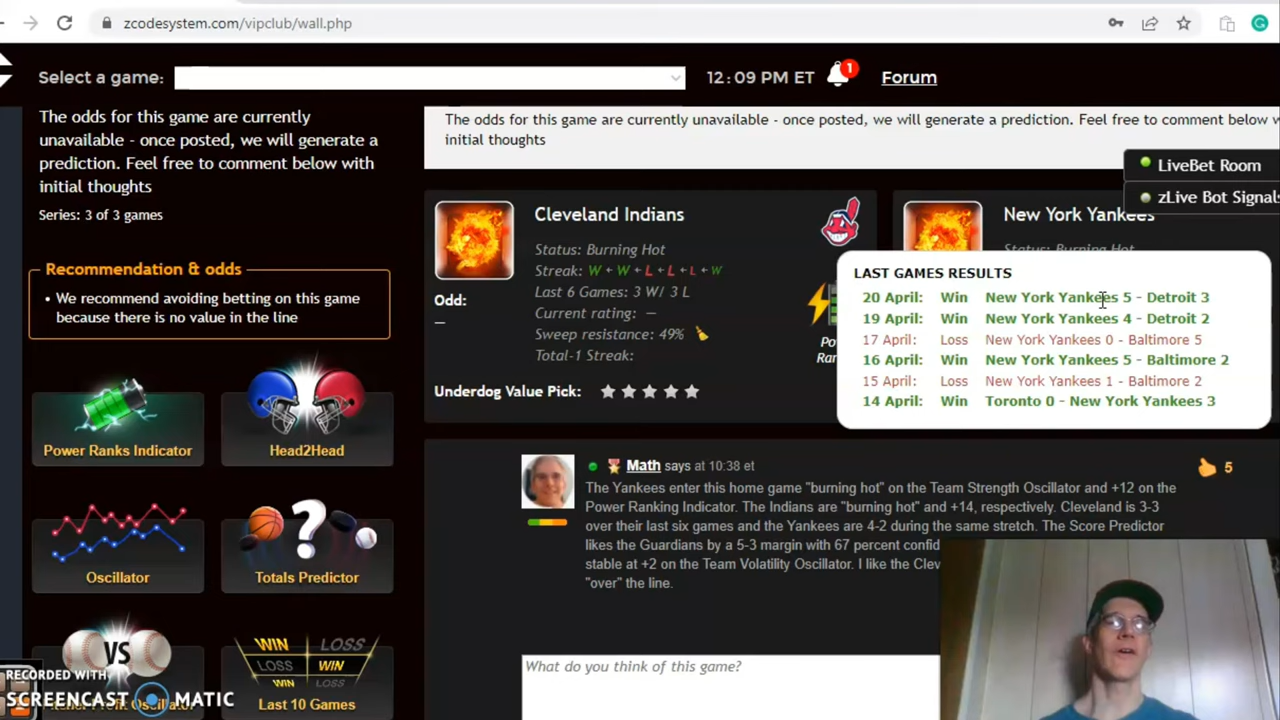 zcodesystem.com/vipclub/wall.php
Select a game:
12:09 PM ET
1
Forum
The odds for this game are currently
unavailable - once posted, we will generate a
prediction. Feel free to comment below with
initial thoughts
Series: 3 of 3 games
Recommendation & odds
• We recommend avoiding betting on this game
because there is no value in the line
Power Ranks Indicator
Head2Head
Oscillator
Totals Predictor
VS
WIN LOSS
LOSS WIN
WIN LOSS
Last 10 Games
RECORDED WITH
SCREENCAST MATIC
The odds for this game are currently unavailable - once posted, we will generate a prediction. Feel free to comment below w
initial thoughts
LiveBet Room
zLive Bot Signals
Cleveland Indians
Status: Burning Hot
Streak: W←W←L←L←L←W
Last 6 Games: 3 W/ 3 L
Current rating: —
Sweep resistance: 49%
Total-1 Streak:
Odd:
—
Underdog Value Pick:
New York Yankees
Status: Burning Hot
LAST GAMES RESULTS
20 April: Win New York Yankees 5 - Detroit 3
19 April: Win New York Yankees 4 - Detroit 2
17 April: Loss New York Yankees 0 - Baltimore 5
16 April: Win New York Yankees 5 - Baltimore 2
15 April: Loss New York Yankees 1 - Baltimore 2
14 April: Win Toronto 0 - New York Yankees 3
Math says at 10:38 et
5
The Yankees enter this home game "burning hot" on the Team Strength Oscillator and +12 on the
Power Ranking Indicator. The Indians are "burning hot" and +14, respectively. Cleveland is 3-3
over their last six games and the Yankees are 4-2 during the same stretch. The Score Predictor
likes the Guardians by a 5-3 margin with 67 percent confid
stable at +2 on the Team Volatility Oscillator. I like the Clev
"over" the line.
What do you think of this game?